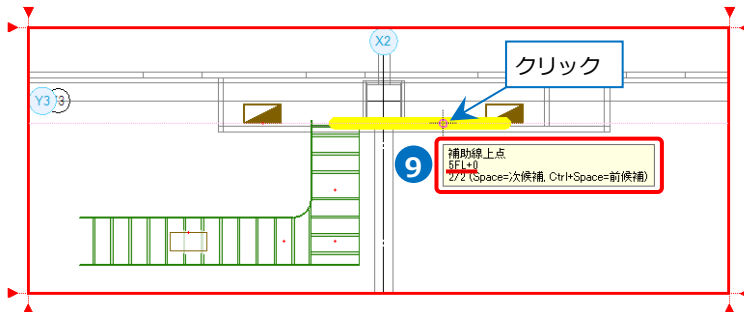 X2
クリック
Y3
3
補助線上点
5FL+0
2/2 (Space=次候補, Ctrl+Space=前候補)
9